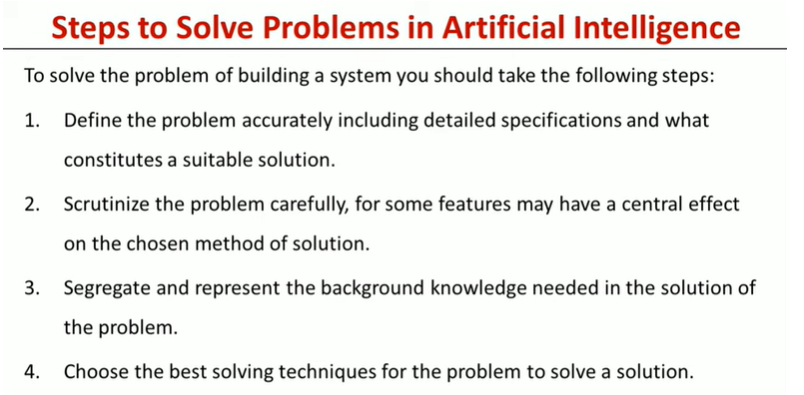 Steps to Solve Problems in Artificial Intelligence
To solve the problem of building a system you should take the following steps:
1. Define the problem accurately including detailed specifications and what
constitutes a suitable solution.
2. Scrutinize the problem carefully, for some features may have a central effect
on the chosen method of solution.
3. Segregate and represent the background knowledge needed in the solution of
the problem.
4. Choose the best solving techniques for the problem to solve a solution.